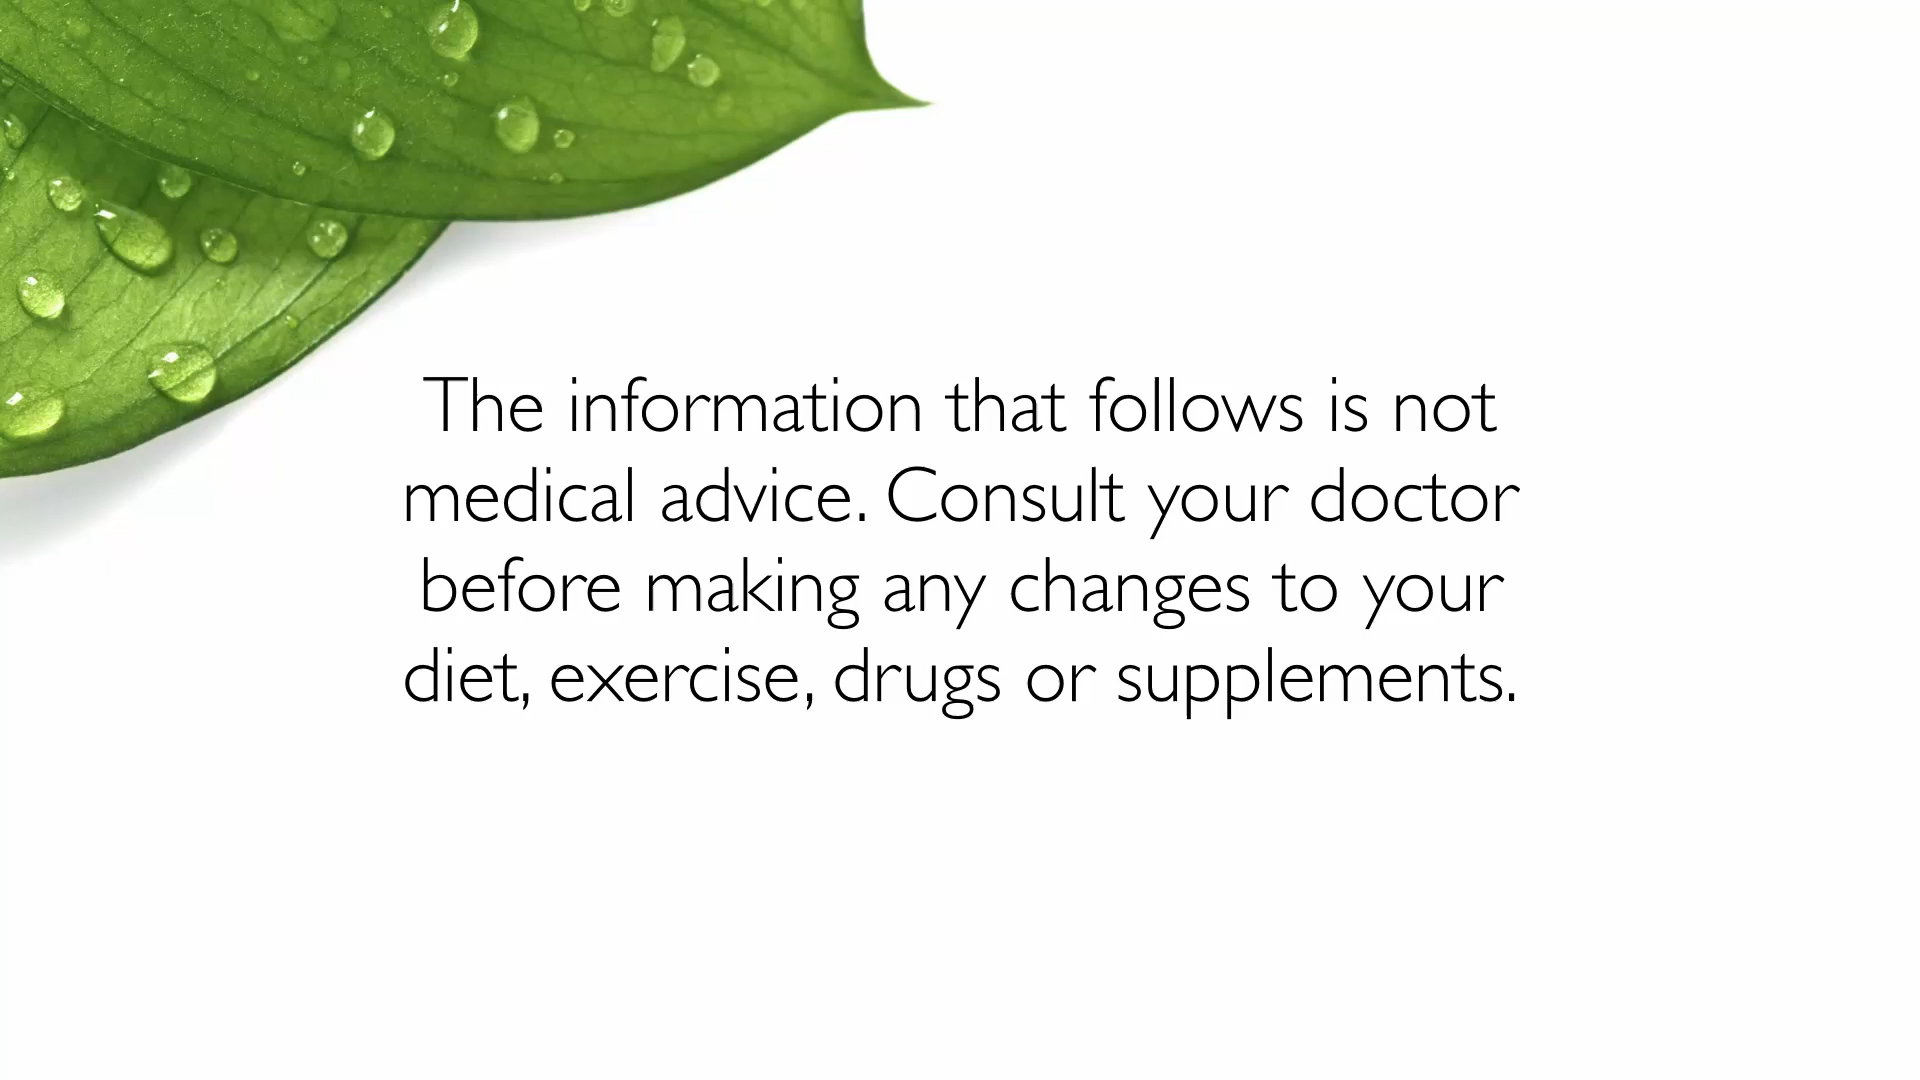 The information that follows is not
medical advice. Consult your doctor
before making any changes to your
diet, exercise, drugs or supplements.